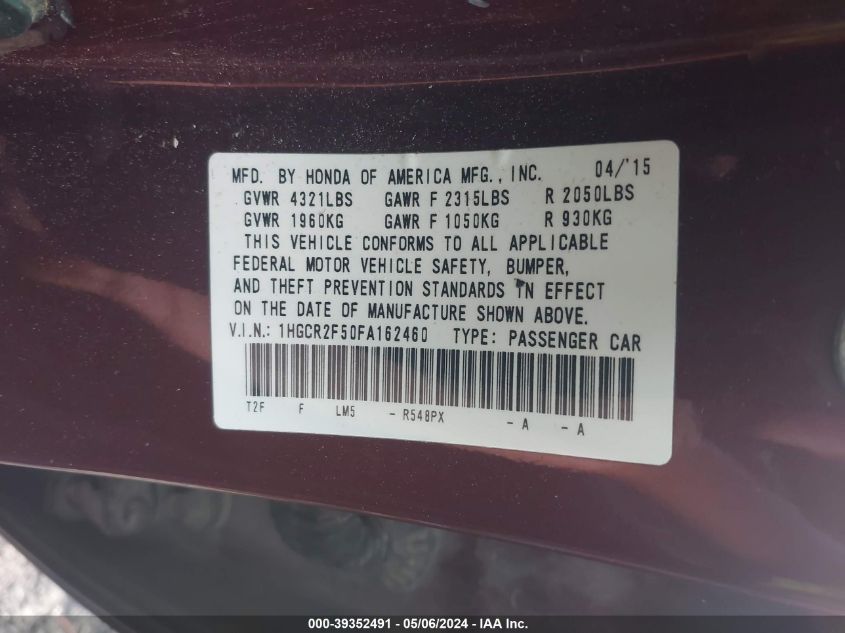 MFD. BY HONDA OF AMERICA MFG., INC. 04/'15
GVWR 4321LBS GAWR F 2315LBS R 2050LBS
GVWR 1960KG GAWR F 1050KG R 930KG
THIS VEHICLE CONFORMS TO ALL APPLICABLE
FEDERAL MOTOR VEHICLE SAFETY, BUMPER,
AND THEFT PREVENTION STANDARDS IN EFFECT
ON THE DATE OF MANUFACTURE SHOWN ABOVE.
V.I.N.: 1HGCR2F50FA162460 TYPE: PASSENGER CAR
T2F F LM5 - R548PX - A - A
000-39352491 - 05/06/2024 - IAA Inc.